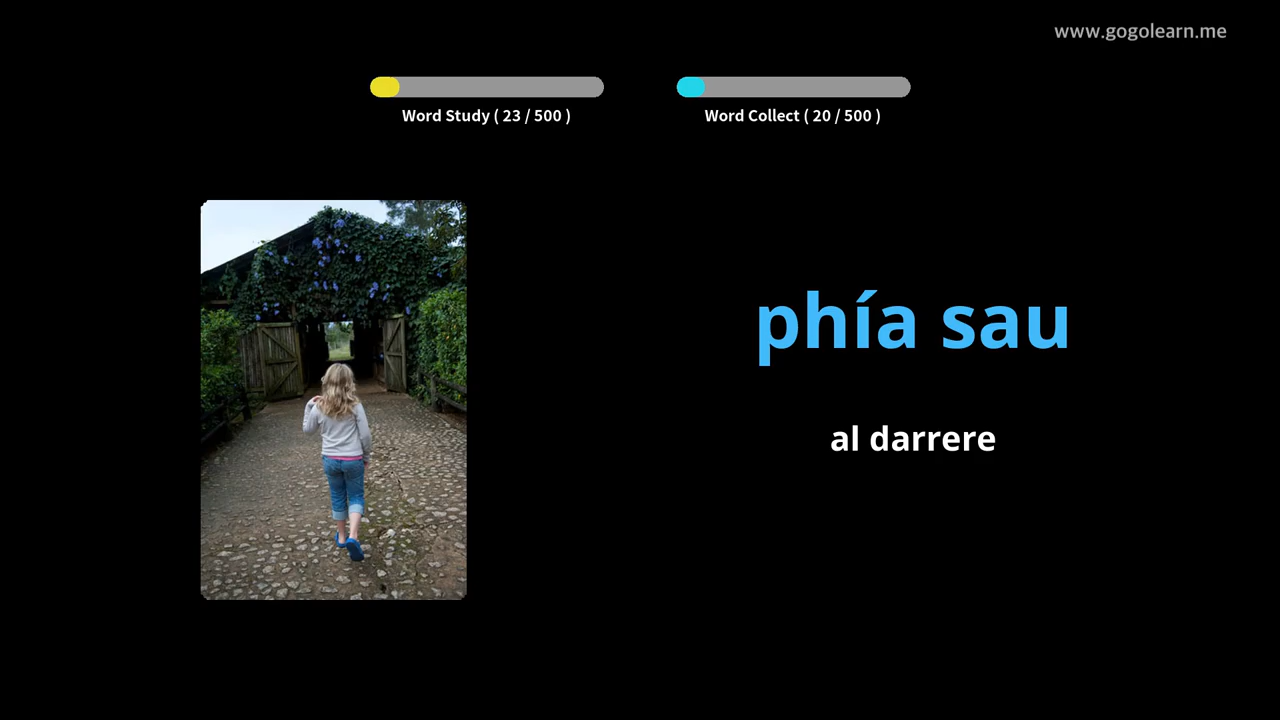 www.gogolearn.me
Word Study ( 23 / 500 )
Word Collect ( 20 / 500 )
phía sau
al darrere